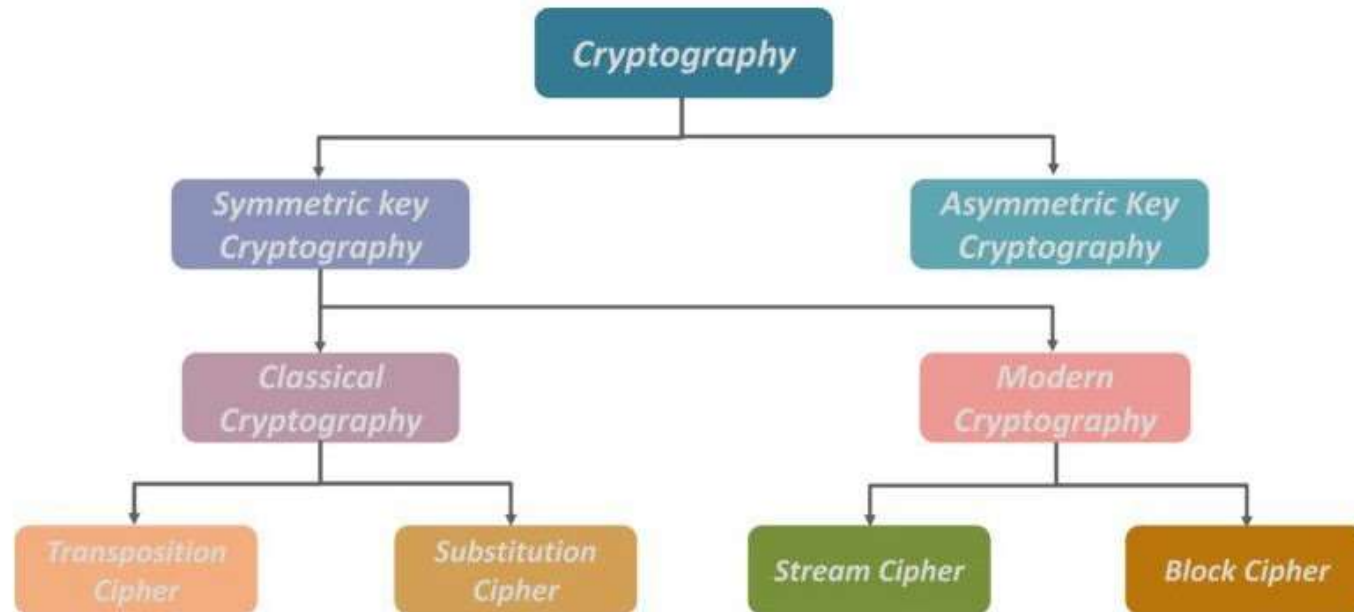 Cryptography
Symmetric key
Cryptography
Asymmetric Key
Cryptography
Classical
Cryptography
Modern
Cryptography
Transposition
Cipher
Substitution
Cipher
Stream Cipher
Block Cipher